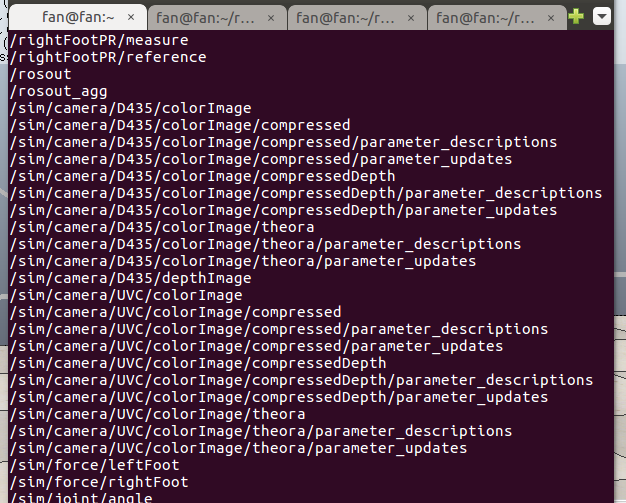 fan@fan:~ × fan@fan:~/r... × fan@fan:~/r... × fan@fan:~/r... ×
/rightFootPR/measure
/rightFootPR/reference
/rosout
/rosout_agg
/sim/camera/D435/colorImage
/sim/camera/D435/colorImage/compressed
/sim/camera/D435/colorImage/compressed/parameter_descriptions
/sim/camera/D435/colorImage/compressed/parameter_updates
/sim/camera/D435/colorImage/compressedDepth
/sim/camera/D435/colorImage/compressedDepth/parameter_descriptions
/sim/camera/D435/colorImage/compressedDepth/parameter_updates
/sim/camera/D435/colorImage/theora
/sim/camera/D435/colorImage/theora/parameter_descriptions
/sim/camera/D435/colorImage/theora/parameter_updates
/sim/camera/D435/depthImage
/sim/camera/UVC/colorImage
/sim/camera/UVC/colorImage/compressed
/sim/camera/UVC/colorImage/compressed/parameter_descriptions
/sim/camera/UVC/colorImage/compressed/parameter_updates
/sim/camera/UVC/colorImage/compressedDepth
/sim/camera/UVC/colorImage/compressedDepth/parameter_descriptions
/sim/camera/UVC/colorImage/compressedDepth/parameter_updates
/sim/camera/UVC/colorImage/theora
/sim/camera/UVC/colorImage/theora/parameter_descriptions
/sim/camera/UVC/colorImage/theora/parameter_updates
/sim/force/leftFoot
/sim/force/rightFoot
/sim/joint/angle